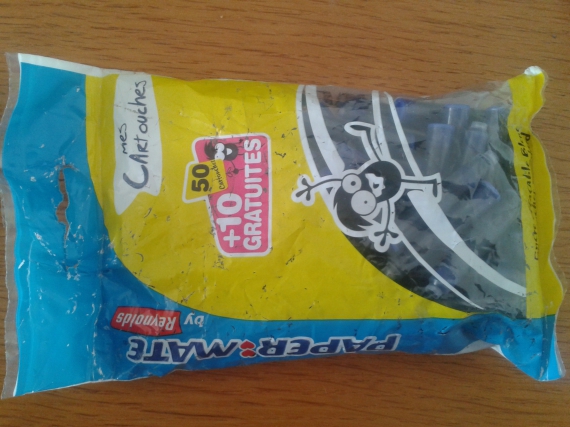 mes
CARTouches
50
+10
GRATUITES
PAPER:MATE
by
Reynolds